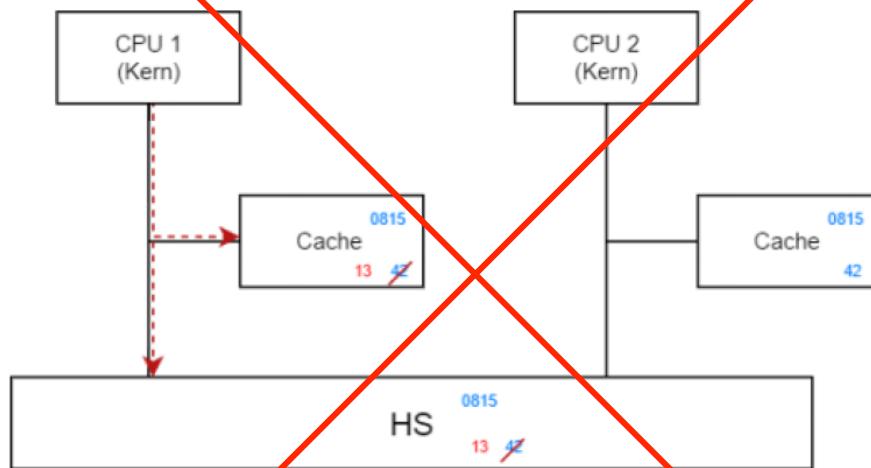 CPU 1
(Kern)
CPU 2
(Kern)
0815
Cache
13 42
0815
Cache
42
0815
HS
13 42